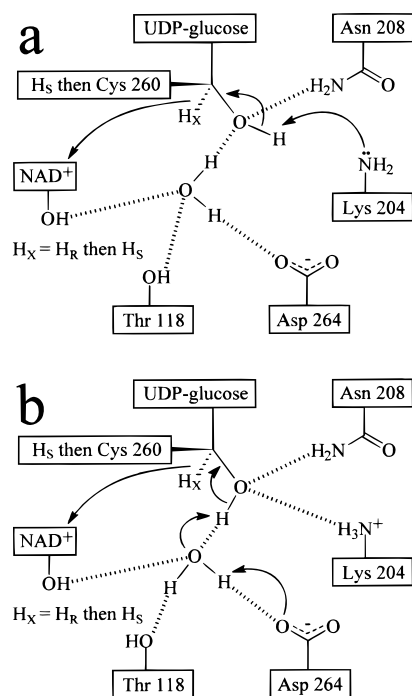 a
UDP-glucose
Asn 208
H_S then Cys 260
H₂N
O
H_X
O
H
H
NAD⁺
O
N̈H₂
OH
H
Lys 204
H_X = H_R then H_S
OH
O
O
-
Thr 118
Asp 264
b
UDP-glucose
Asn 208
H_S then Cys 260
H₂N
O
H_X
O
H
H₃N⁺
NAD⁺
O
Lys 204
OH
H
H
H_X = H_R then H_S
HO
O
O
-
Thr 118
Asp 264